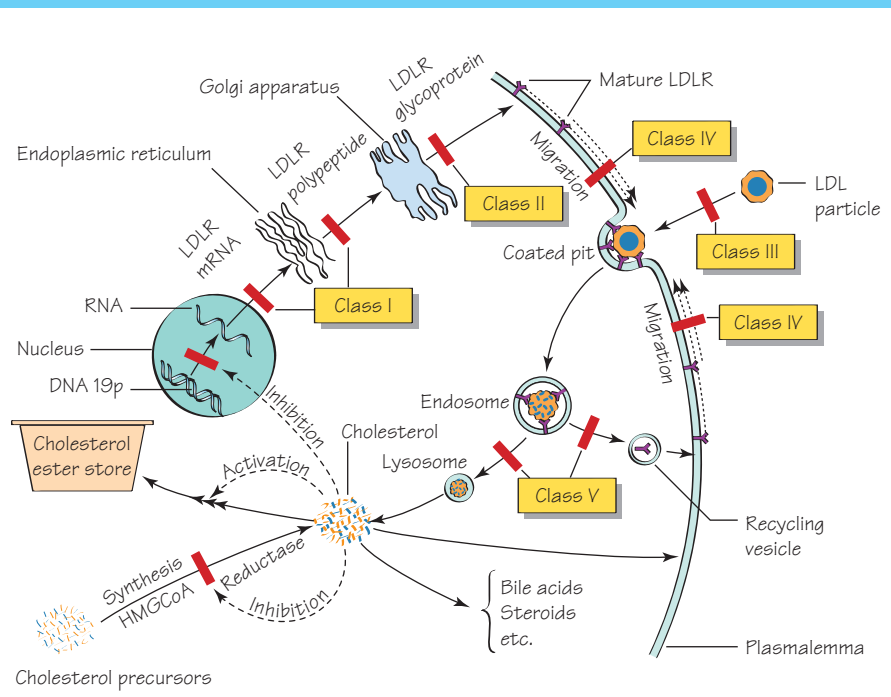 Golgi apparatus
LDLR
glycoprotein
Mature LDLR
Endoplasmic reticulum
LDLR
polypeptide
Migration
Class IV
Class II
LDL
particle
LDLR
mRNA
Coated pit
Class III
RNA
Class I
Nucleus
Migration
Class IV
DNA 19p
Inhibition
Endosome
Cholesterol
ester store
Cholesterol
Activation
Lysosome
Class V
Recycling
vesicle
Synthesis
HMGCoA
Reductase
Inhibition
Bile acids
Steroids
etc.
Plasmalemma
Cholesterol precursors